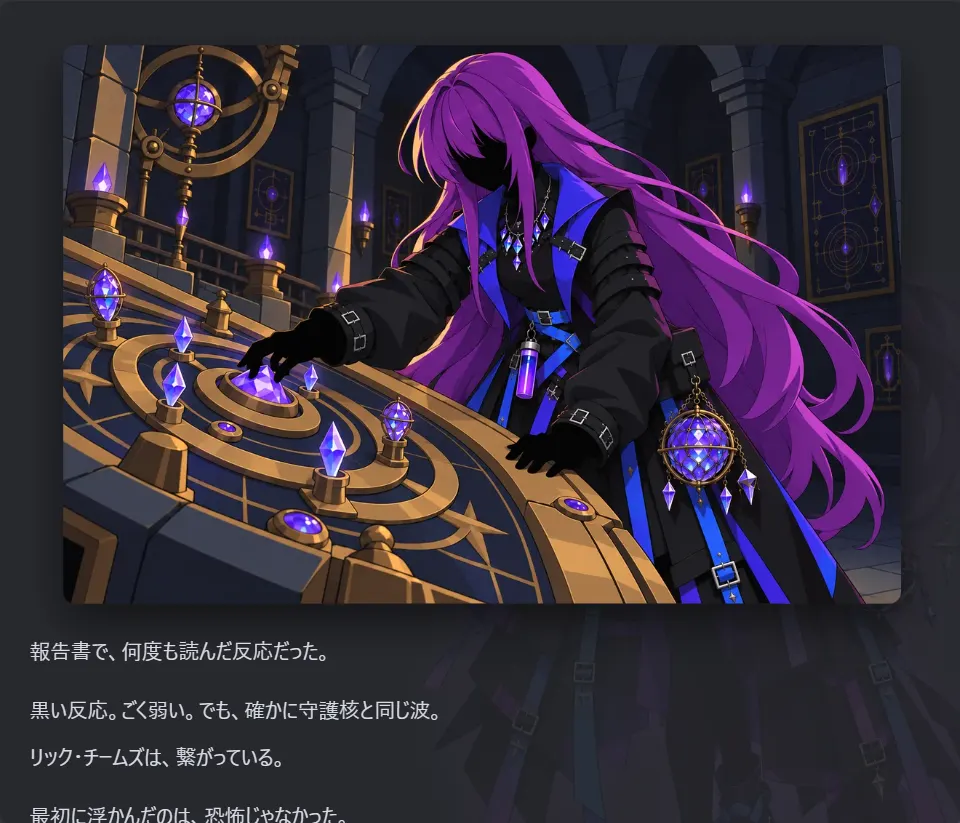 報告書で、何度も読んだ反応だった。
黒い反応。ごく弱い。でも、確かに守護核と同じ波。
リック・チームズは、繋がっている。
最初に浮かんだのは、恐怖じゃなかった。